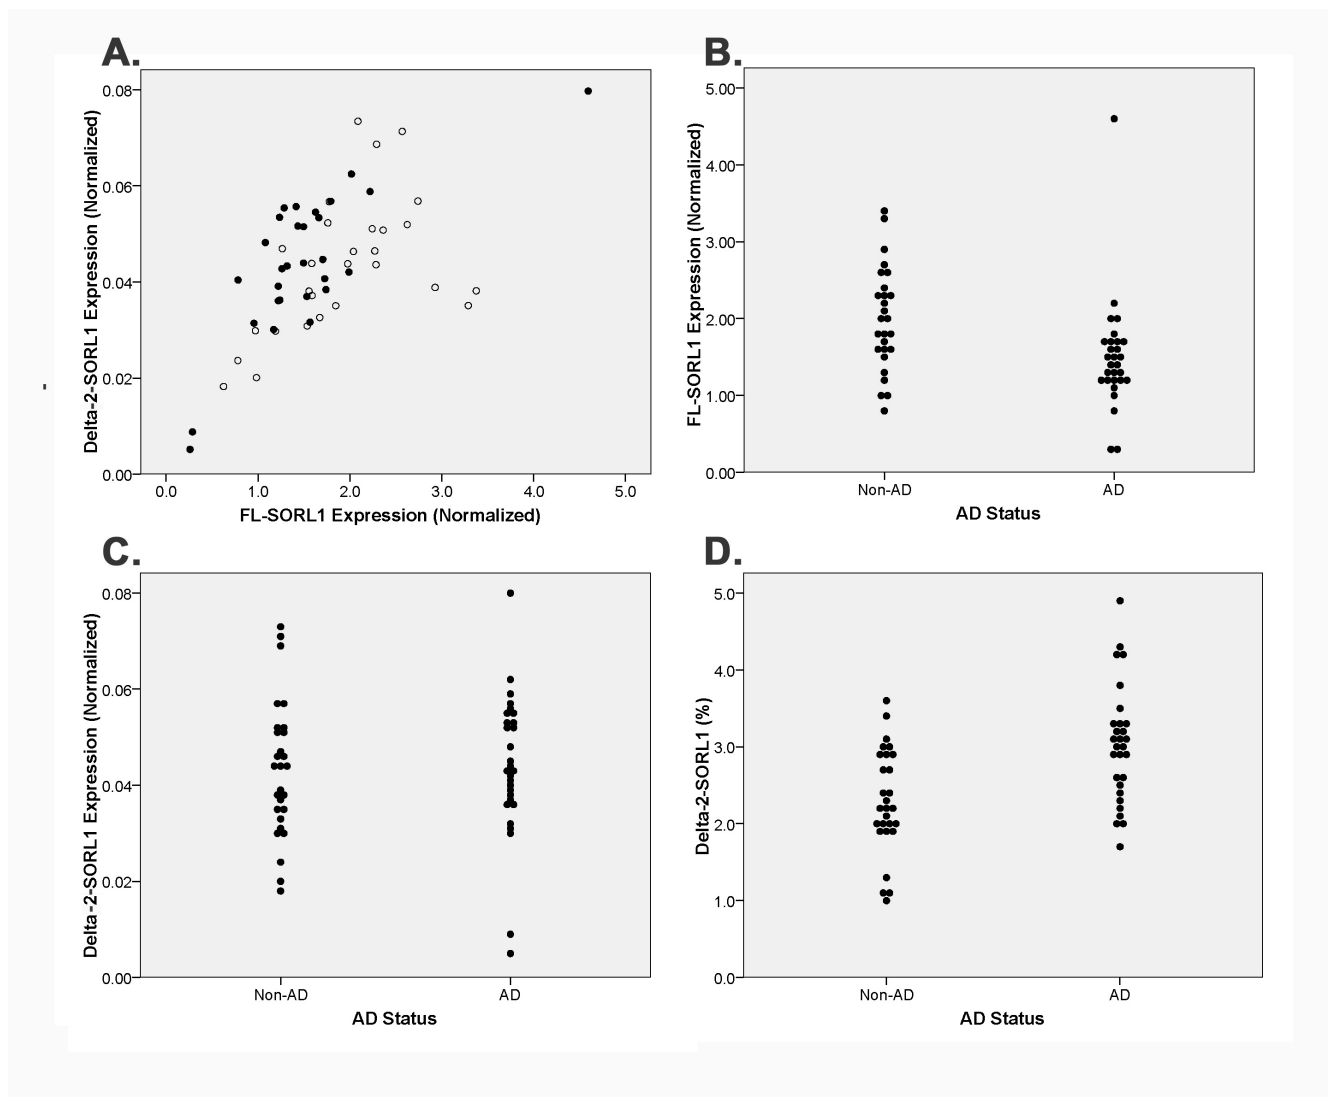 A.
Delta-2-SORL1 Expression (Normalized)
0.08
0.06
0.04
0.02
0.00
0.0 1.0 2.0 3.0 4.0 5.0
FL-SORL1 Expression (Normalized)
B.
FL-SORL1 Expression (Normalized)
5.00
4.00
3.00
2.00
1.00
0.00
Non-AD AD
AD Status
C.
Delta-2-SORL1 Expression (Normalized)
0.08
0.06
0.04
0.02
0.00
Non-AD AD
AD Status
D.
Delta-2-SORL1 (%)
5.0
4.0
3.0
2.0
1.0
0.0
Non-AD AD
AD Status